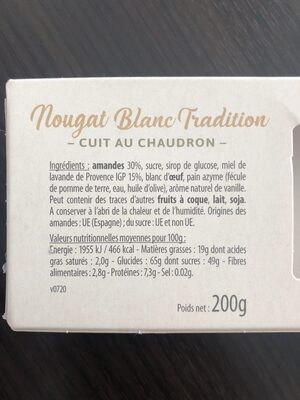 Nougat Blanc Tradition
– CUIT AU CHAUDRON –
Ingrédients : amandes 30%, sucre, sirop de glucose, miel de
lavande de Provence IGP 15%, blanc d'œuf, pain azyme (fécule
de pomme de terre, eau, huile d'olive), arôme naturel de vanille.
Peut contenir des traces d'autres fruits à coque, lait, soja.
A conserver à l'abri de la chaleur et de l'humidité. Origines des
amandes : UE (Espagne) ; du sucre : UE et non UE.
Valeurs nutritionnelles moyennes pour 100g :
Energie : 1955 kJ / 466 kcal - Matières grasses : 19g dont acides
gras saturés : 2,0g - Glucides : 65g dont sucres : 49g - Fibres
alimentaires : 2,8g - Protéines : 7,3g - Sel : 0.02g.
v0720
Poids net : 200g